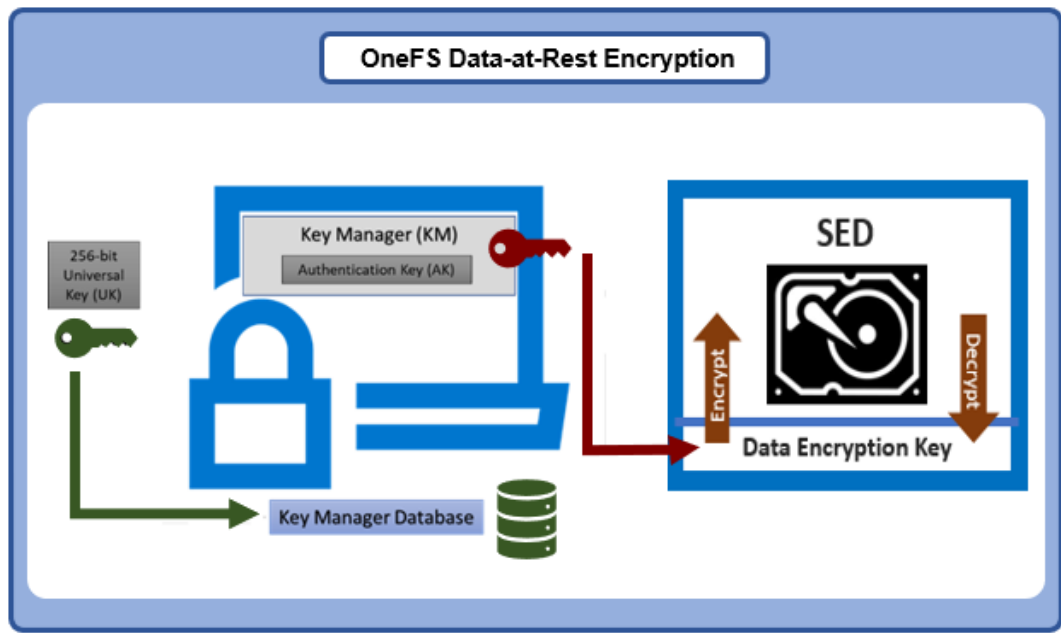 OneFS Data-at-Rest Encryption
256-bit
Universal
Key (UK)
Key Manager (KM)
Authentication Key (AK)
SED
Encrypt
Decrypt
Data Encryption Key
Key Manager Database